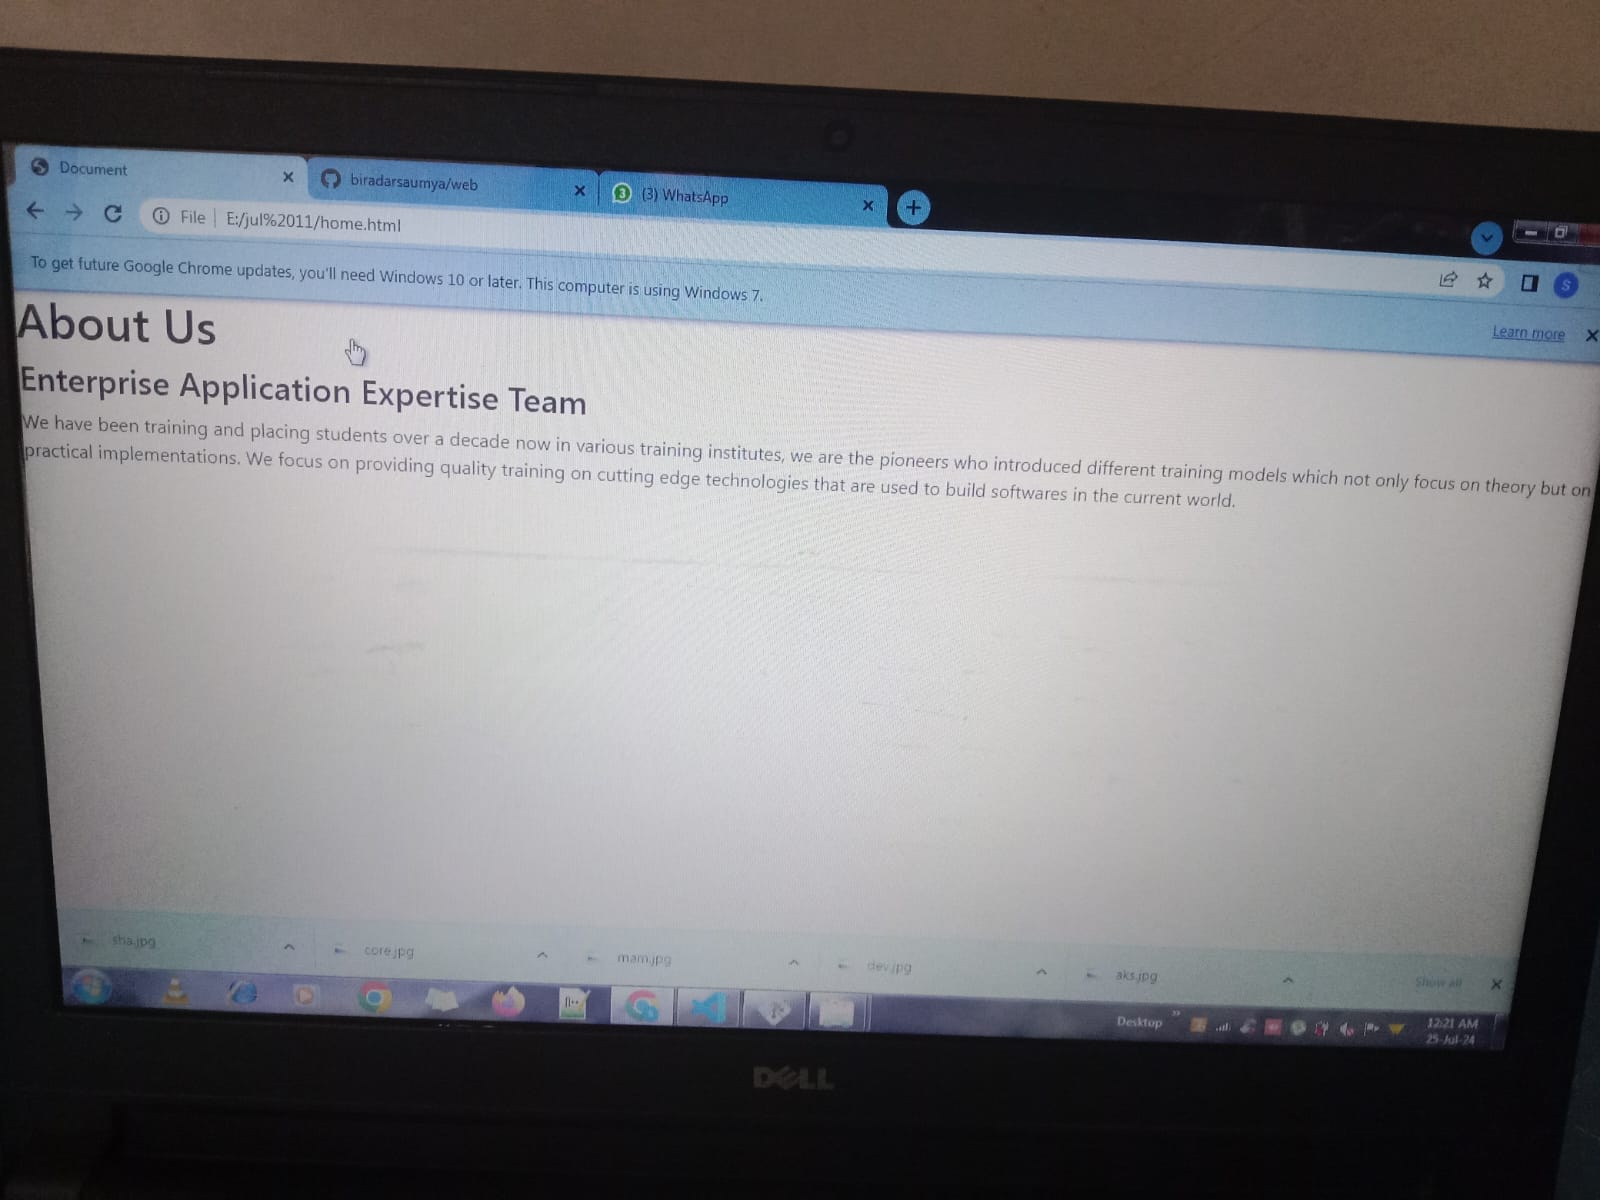 Document
biradarsaumya/web
(3) WhatsApp
File | E:/jul%2011/home.html
To get future Google Chrome updates, you'll need Windows 10 or later. This computer is using Windows 7.
Learn more
About Us
Enterprise Application Expertise Team
We have been training and placing students over a decade now in various training institutes, we are the pioneers who introduced different training models which not only focus on theory but on
practical implementations. We focus on providing quality training on cutting edge technologies that are used to build softwares in the current world.
sha.jpg
core.jpg
mam.jpg
dev.jpg
aks.jpg
Show all
Desktop
12:21 AM
25-Jul-24
DELL